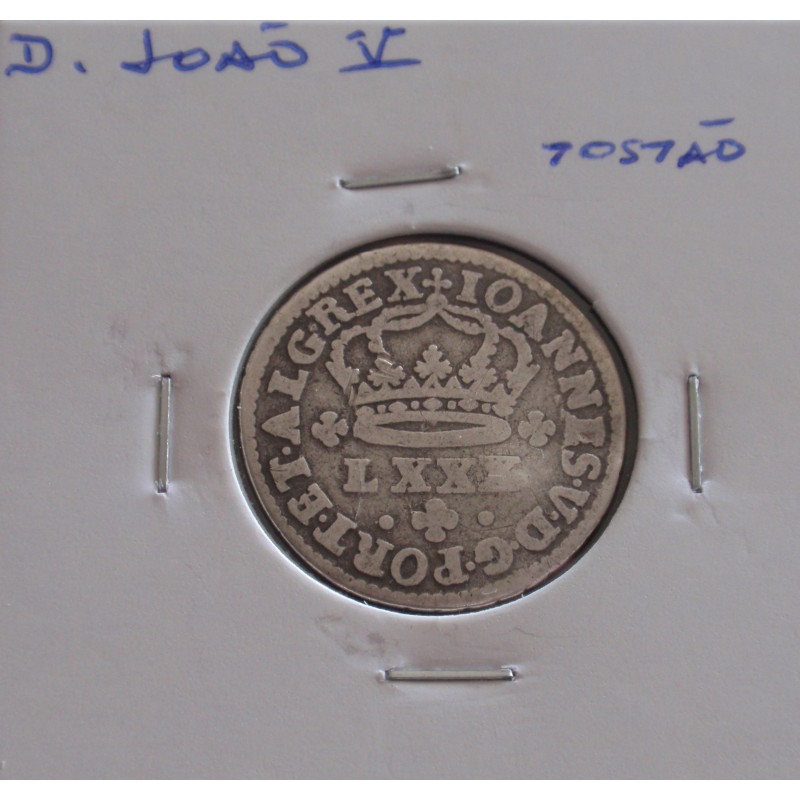 D. JOÃO V
TOSTÃO
IOANNES·V·D·G·PORT·ET·ALG·REX
LXXX